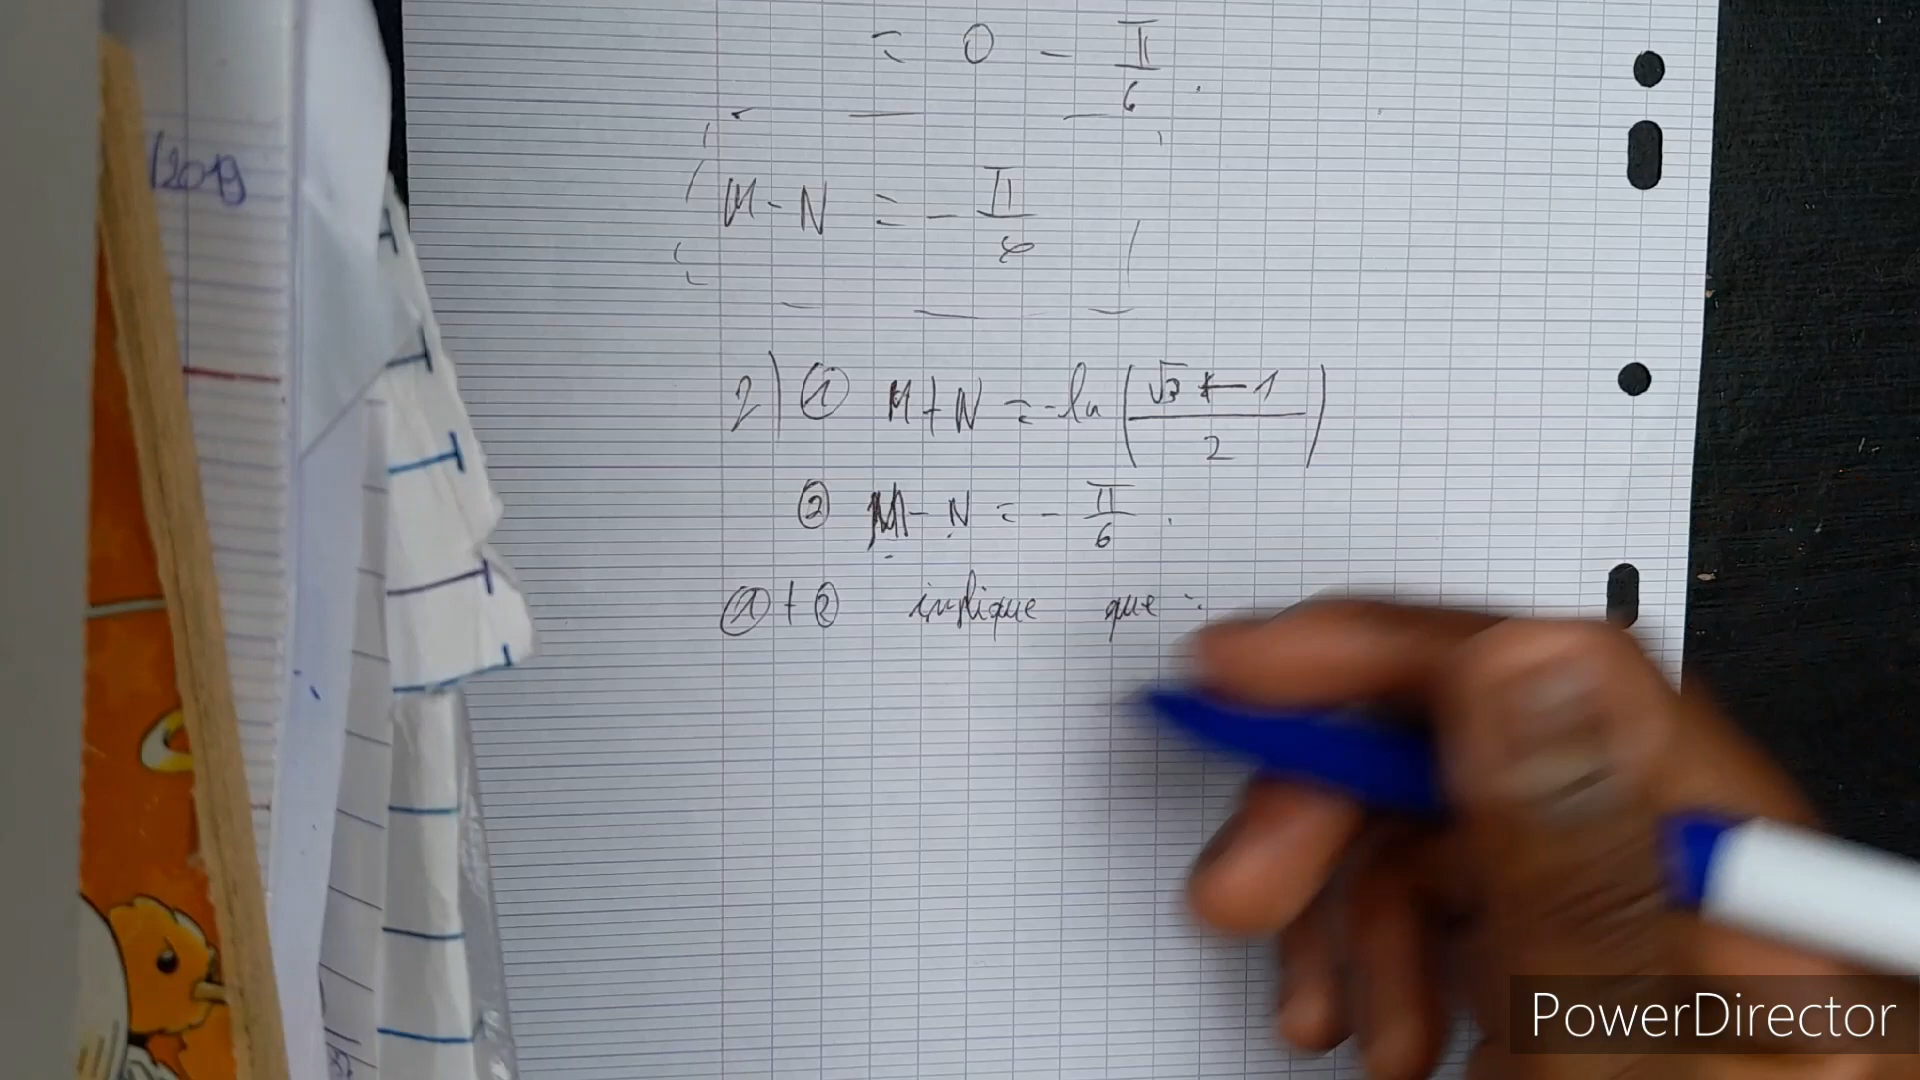 = 0 - π/6
/2019
M - N = - π/6
2) ① M + N = - ln ( (√3 + 1) / 2 )
② M - N = - π/6 .
① + ② implique que :
PowerDirector